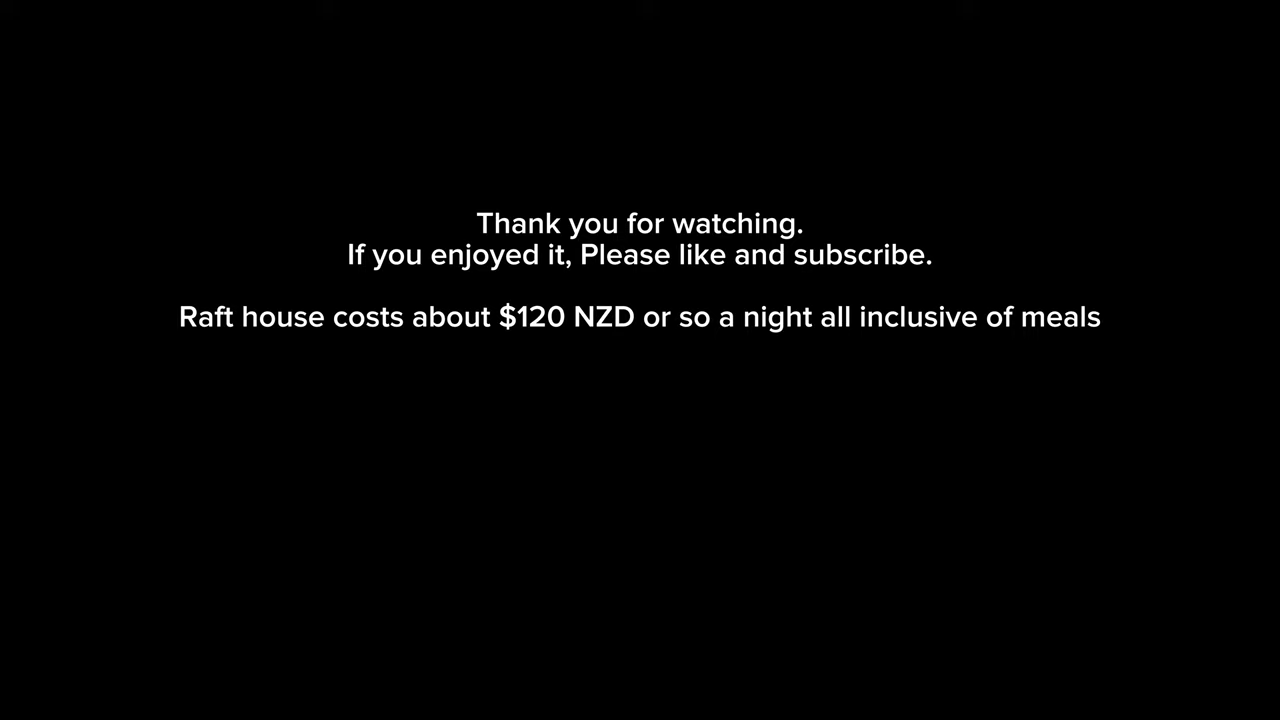 Thank you for watching.
If you enjoyed it, Please like and subscribe.
Raft house costs about $120 NZD or so a night all inclusive of meals